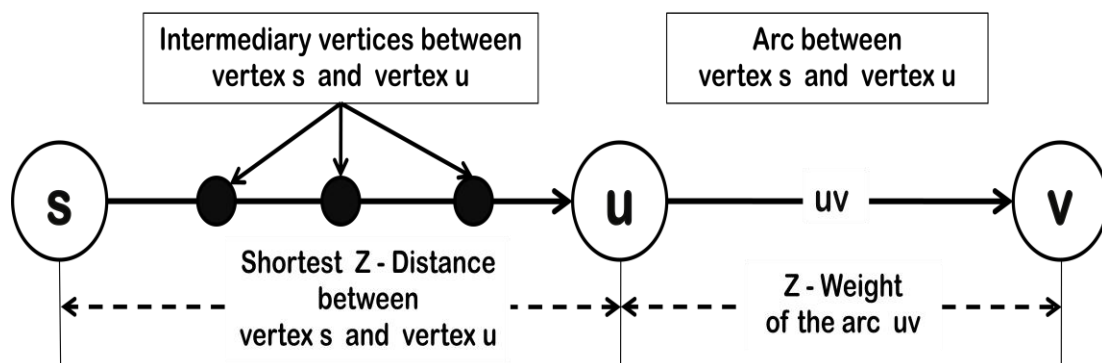 Intermediary vertices between
vertex s and vertex u
Arc between
vertex s and vertex u
s
u
uv
v
Shortest Z - Distance
between
vertex s and vertex u
Z - Weight
of the arc uv